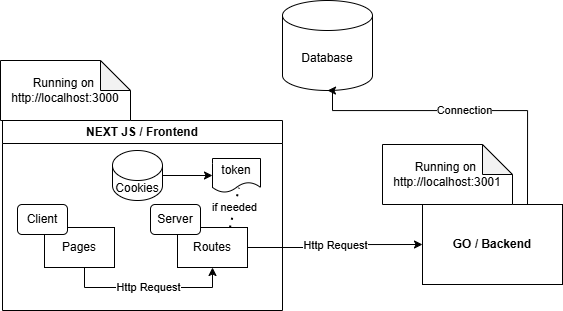 Database
Running on
http://localhost:3000
Connection
NEXT JS / Frontend
Running on
http://localhost:3001
Cookies
token
if needed
Client
Pages
Server
Routes
Http Request
GO / Backend
Http Request